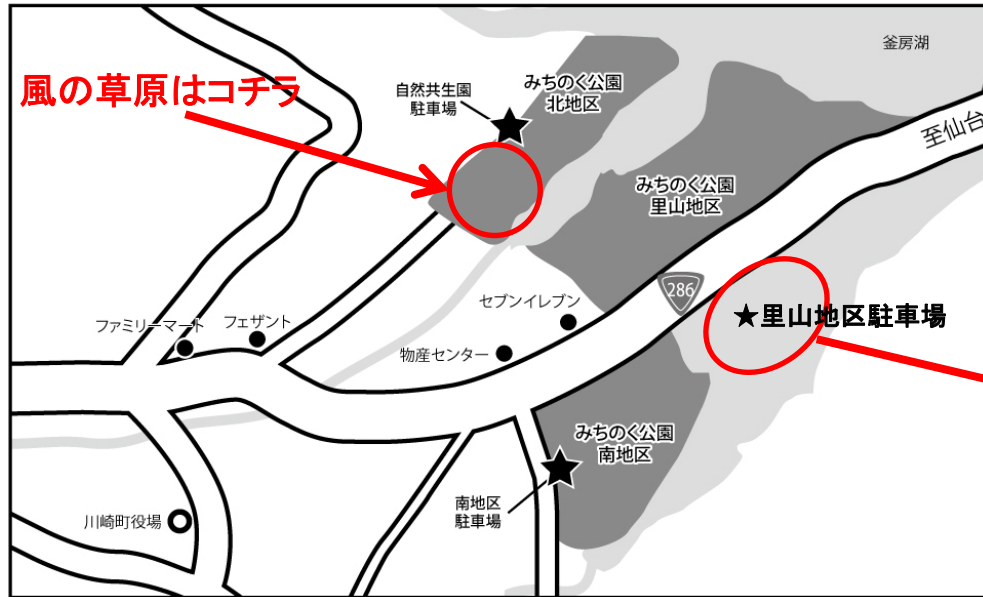 釜房湖
風の草原はコチラ
自然共生園
駐車場
みちのく公園
北地区
至仙台
みちのく公園
里山地区
286
セブンイレブン
★里山地区駐車場
ファミリーマート
フェザント
物産センター
みちのく公園
南地区
南地区
駐車場
川崎町役場